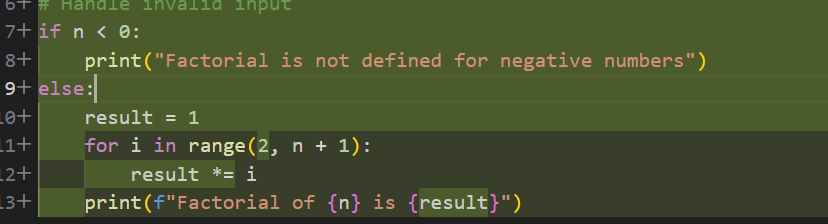 6+ # Handle invalid input
7+ if n < 0:
8+     print("Factorial is not defined for negative numbers")
9+ else:
10+     result = 1
11+     for i in range(2, n + 1):
12+         result *= i
13+     print(f"Factorial of {n} is {result}")